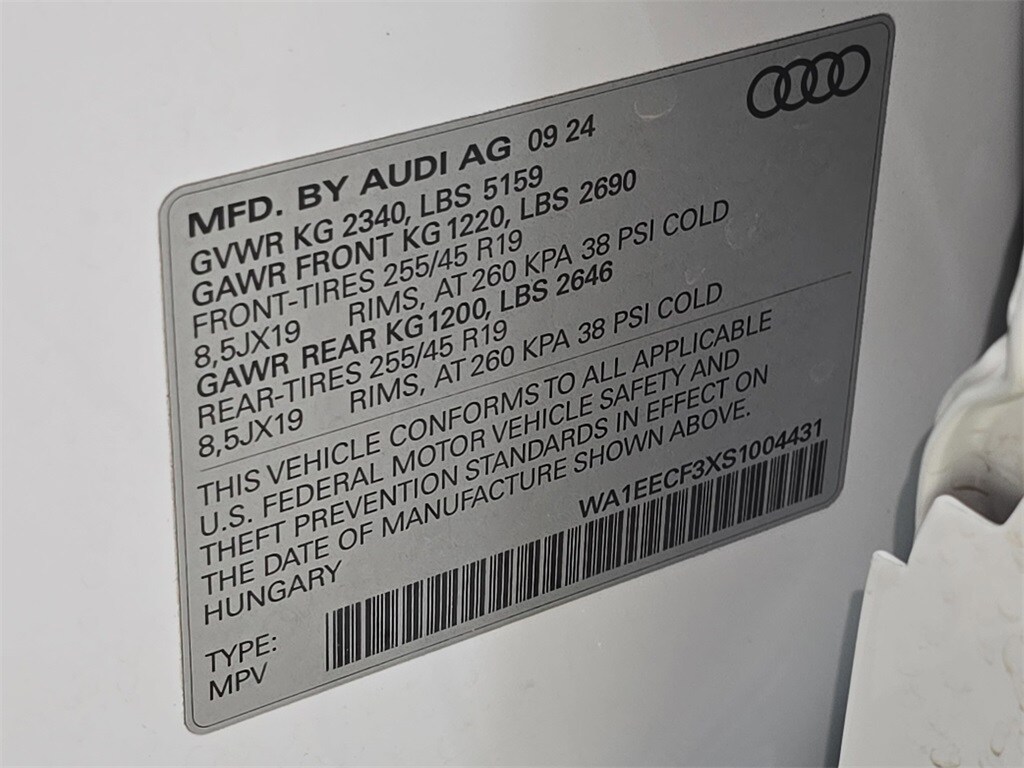 MFD. BY AUDI AG 09 24
GVWR KG 2340, LBS 5159
GAWR FRONT KG 1220, LBS 2690
FRONT-TIRES 255/45 R19
8,5JX19 RIMS, AT 260 KPA 38 PSI COLD
GAWR REAR KG 1200, LBS 2646
REAR-TIRES 255/45 R19
8,5JX19 RIMS, AT 260 KPA 38 PSI COLD
THIS VEHICLE CONFORMS TO ALL APPLICABLE
U.S. FEDERAL MOTOR VEHICLE SAFETY AND
THEFT PREVENTION STANDARDS IN EFFECT ON
THE DATE OF MANUFACTURE SHOWN ABOVE.
HUNGARY
WA1EECF3XS1004431
TYPE:
MPV